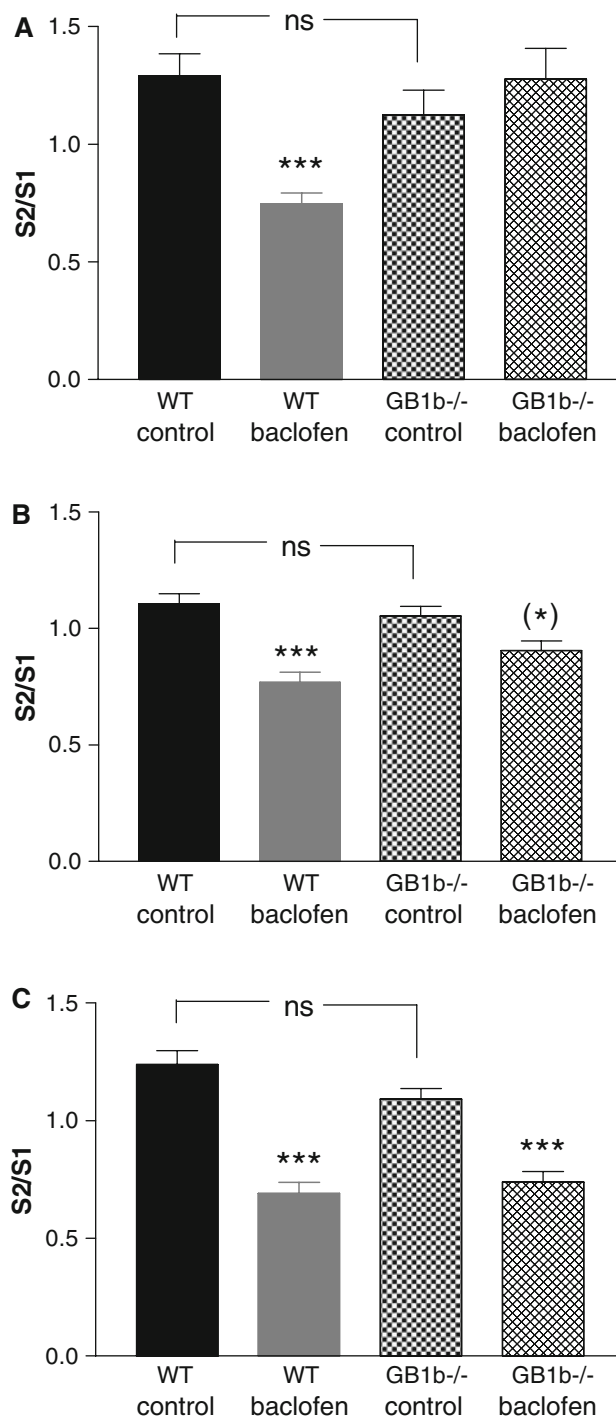 A
1.5
ns
1.0
***
S2/S1
0.5
0.0
WT WT GB1b-/- GB1b-/-
control baclofen control baclofen
B
1.5
ns
(*)
1.0
***
S2/S1
0.5
0.0
WT WT GB1b-/- GB1b-/-
control baclofen control baclofen
C
1.5
ns
1.0
*** ***
S2/S1
0.5
0.0
WT WT GB1b-/- GB1b-/-
control baclofen control baclofen